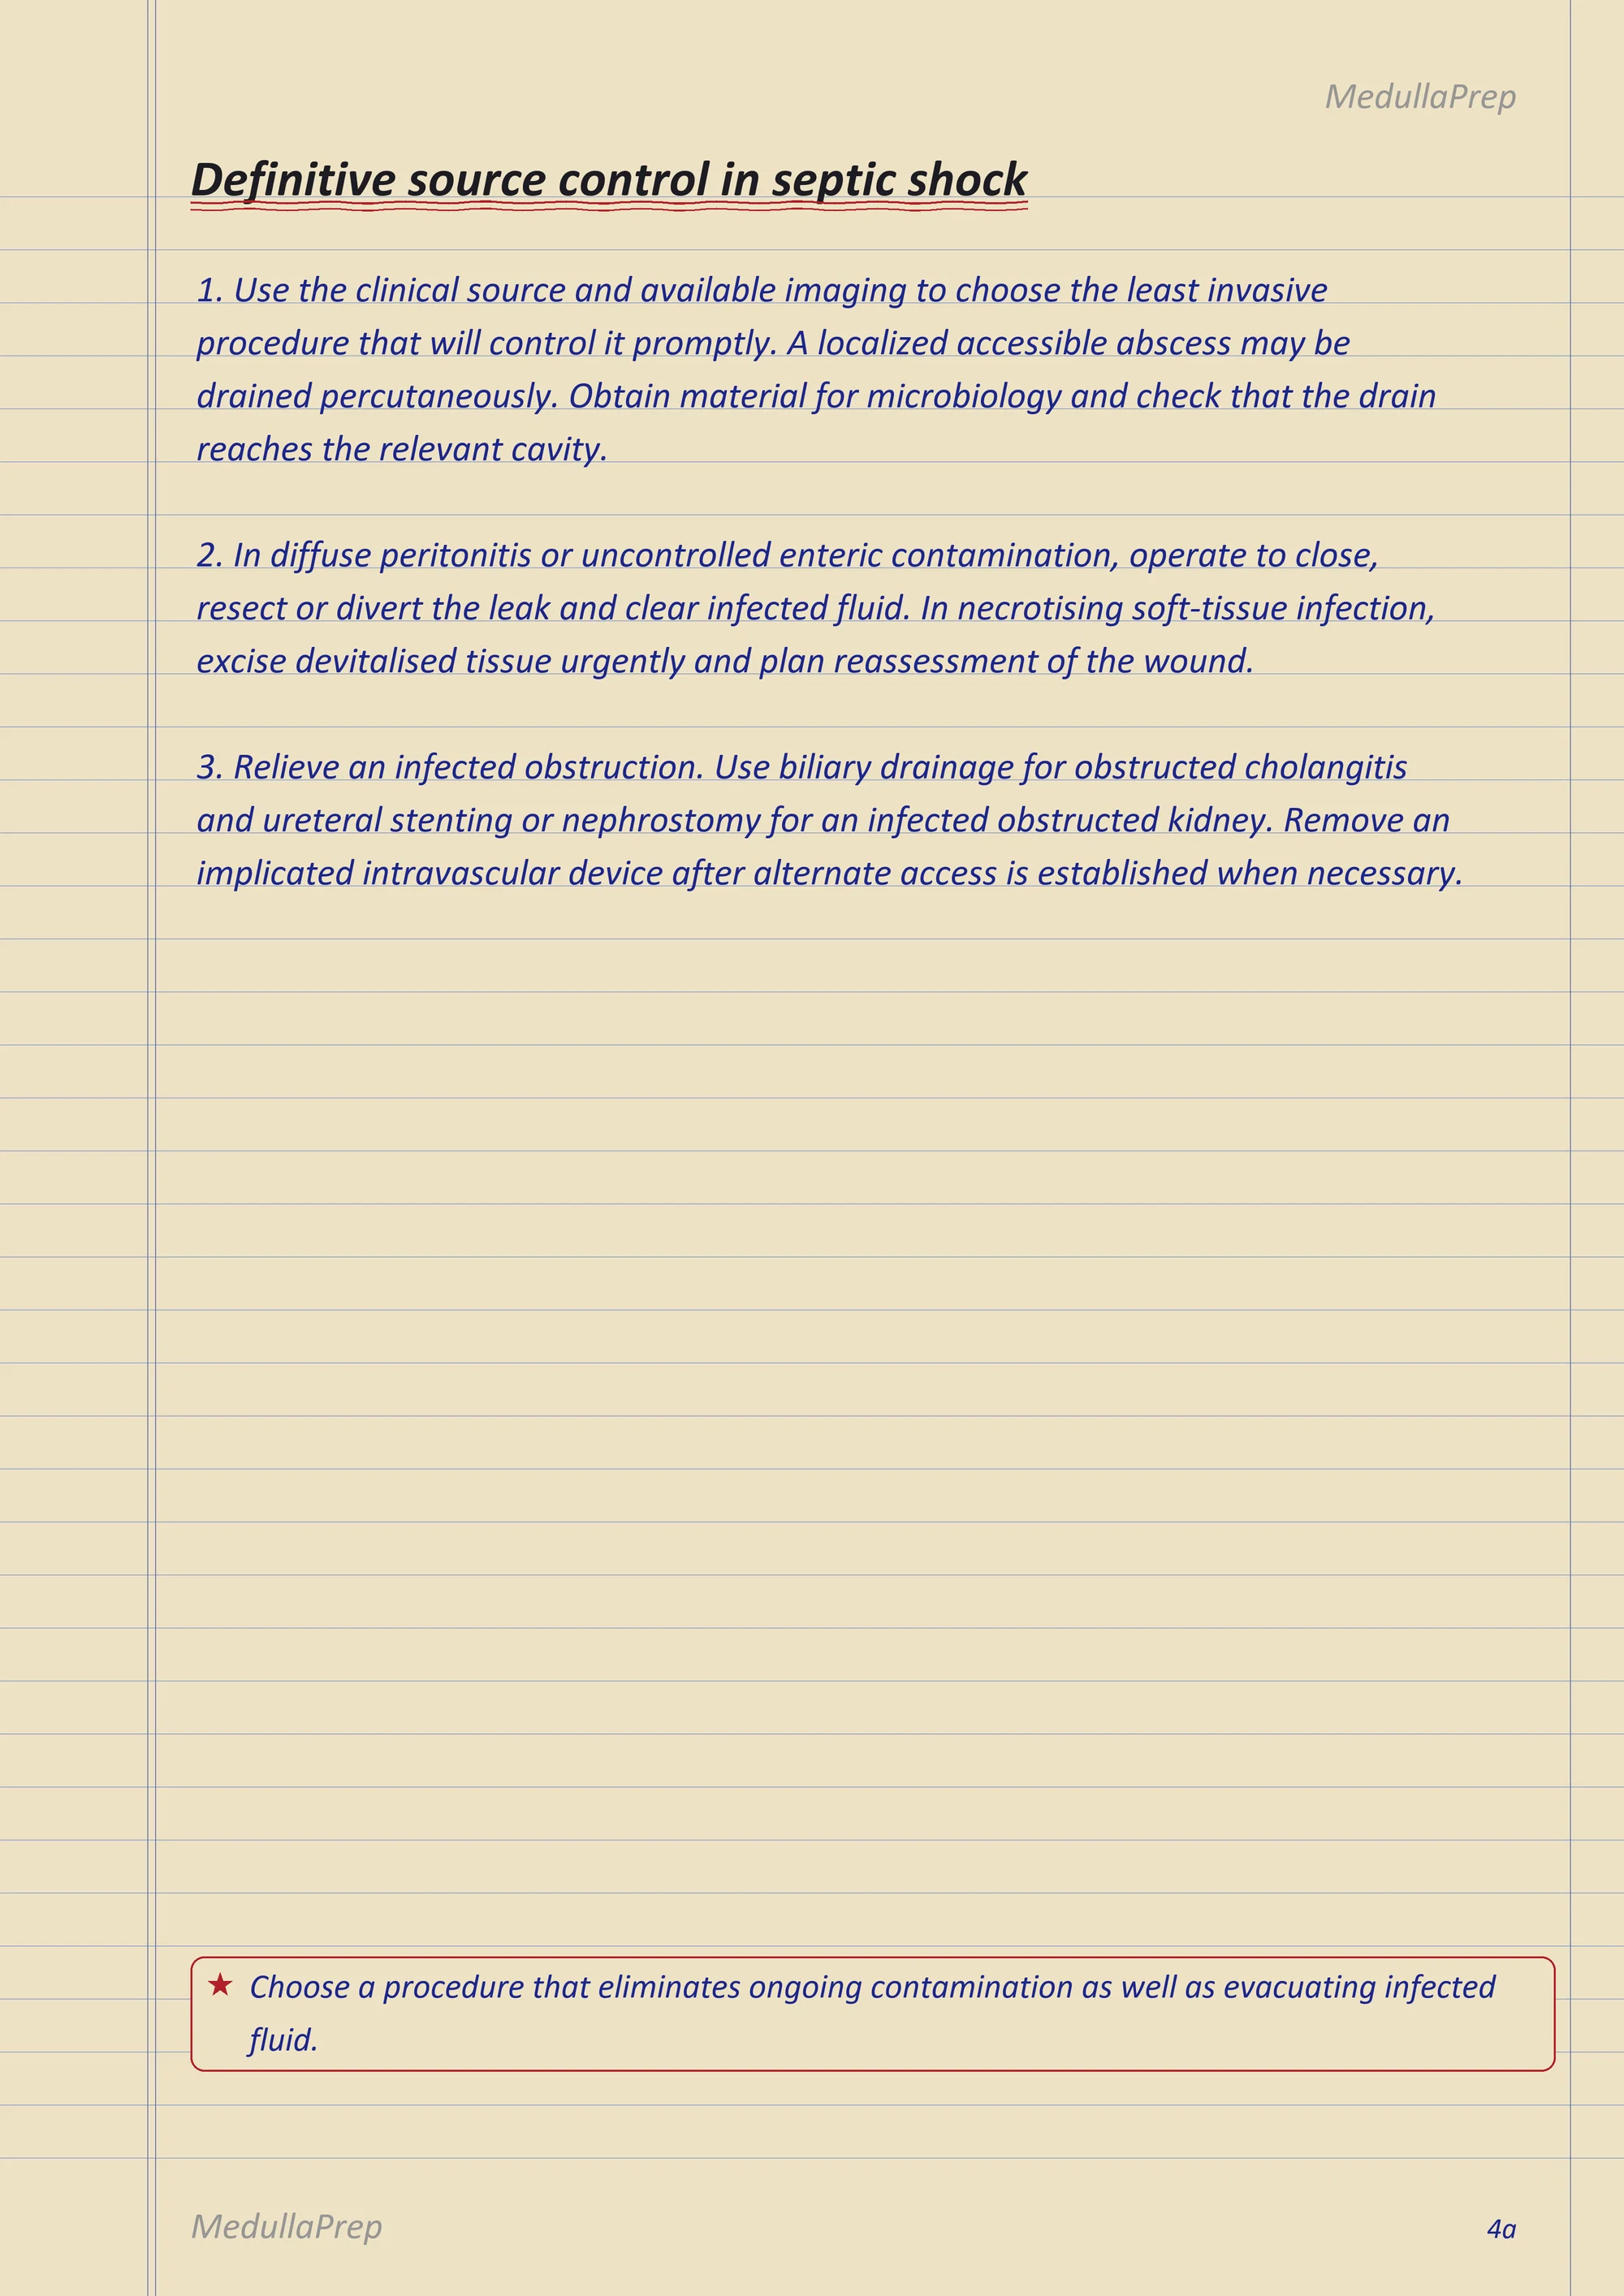 MedullaPrep
Definitive source control in septic shock
1. Use the clinical source and available imaging to choose the least invasive
procedure that will control it promptly. A localized accessible abscess may be
drained percutaneously. Obtain material for microbiology and check that the drain
reaches the relevant cavity.
2. In diffuse peritonitis or uncontrolled enteric contamination, operate to close,
resect or divert the leak and clear infected fluid. In necrotising soft-tissue infection,
excise devitalised tissue urgently and plan reassessment of the wound.
3. Relieve an infected obstruction. Use biliary drainage for obstructed cholangitis
and ureteral stenting or nephrostomy for an infected obstructed kidney. Remove an
implicated intravascular device after alternate access is established when necessary.
★ Choose a procedure that eliminates ongoing contamination as well as evacuating infected
fluid.
MedullaPrep
4a